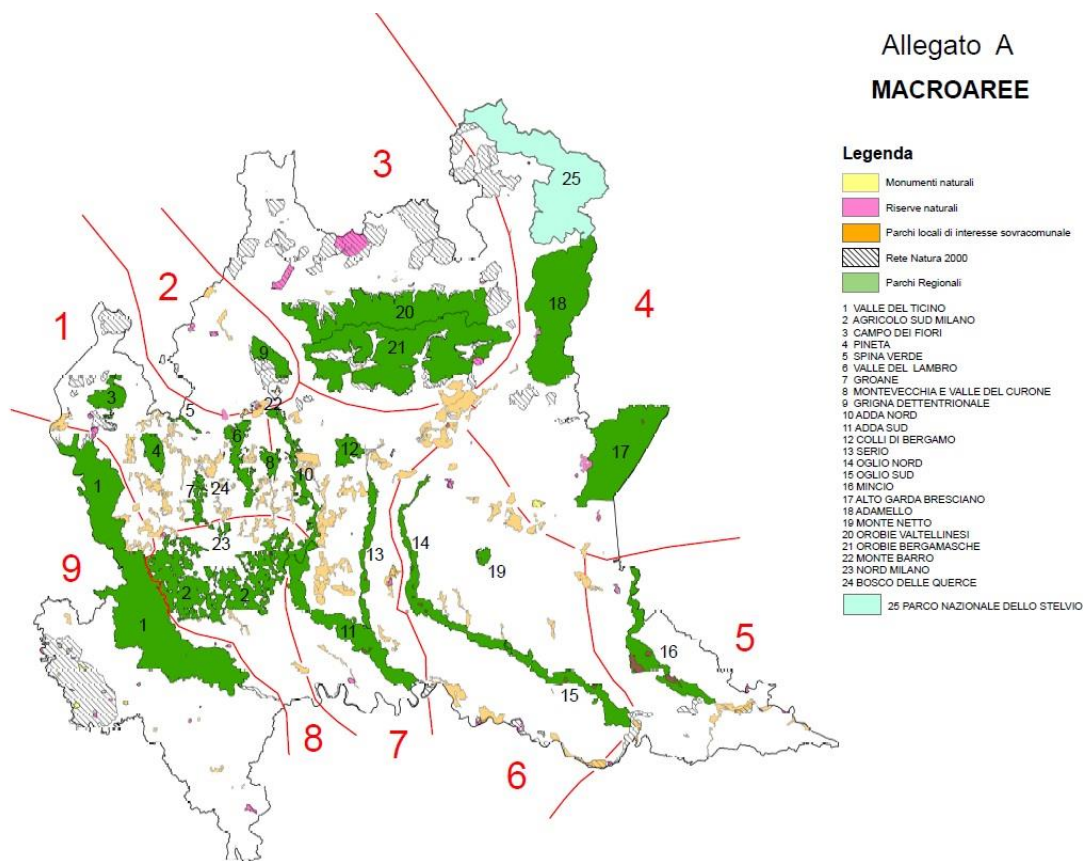 Allegato A
MACROAREE
Legenda
Monumenti naturali
Riserve naturali
Parchi locali di interesse sovracomunale
Rete Natura 2000
Parchi Regionali
1 VALLE DEL TICINO
2 AGRICOLO SUD MILANO
3 CAMPO DEI FIORI
4 PINETA
5 SPINA VERDE
6 VALLE DEL LAMBRO
7 GROANE
8 MONTEVECCHIA E VALLE DEL CURONE
9 GRIGNA DETTENTRIONALE
10 ADDA NORD
11 ADDA SUD
12 COLLI DI BERGAMO
13 SERIO
14 OGLIO NORD
15 OGLIO SUD
16 MINCIO
17 ALTO GARDA BRESCIANO
18 ADAMELLO
19 MONTE NETTO
20 OROBIE VALTELLINESI
21 OROBIE BERGAMASCHE
22 MONTE BARRO
23 NORD MILANO
24 BOSCO DELLE QUERCE
25 PARCO NAZIONALE DELLO STELVIO
3
25
2
4
18
20
1
21
9
3
5
22
6
4
12
17
8
10
1
7
24
23
13
14
9
19
2
2
1
11
16
5
15
8
7
6